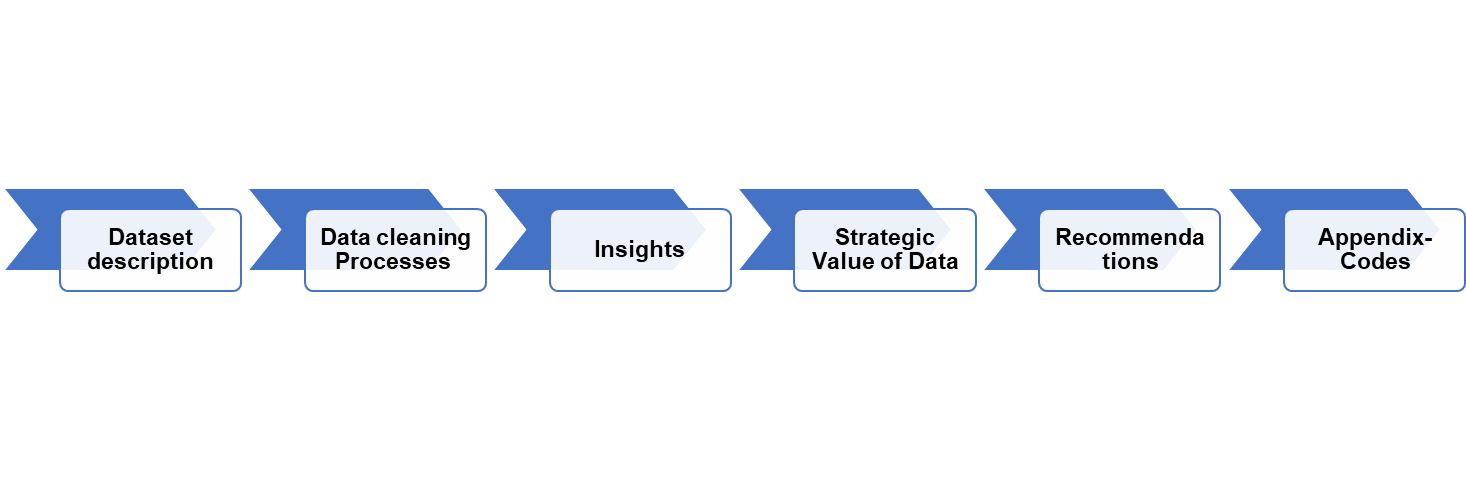 Dataset
description
Data cleaning
Processes
Insights
Strategic
Value of Data
Recommenda
tions
Appendix-
Codes